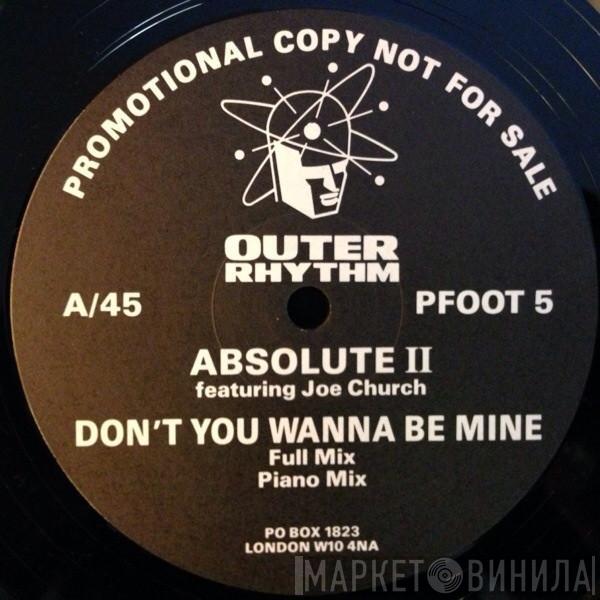 PROMOTIONAL COPY NOT FOR SALE
OUTER
RHYTHM
A/45
PFOOT 5
ABSOLUTE II
featuring Joe Church
DON'T YOU WANNA BE MINE
Full Mix
Piano Mix
PO BOX 1823
LONDON W10 4NA
МАРКЕТ ВИНИЛА